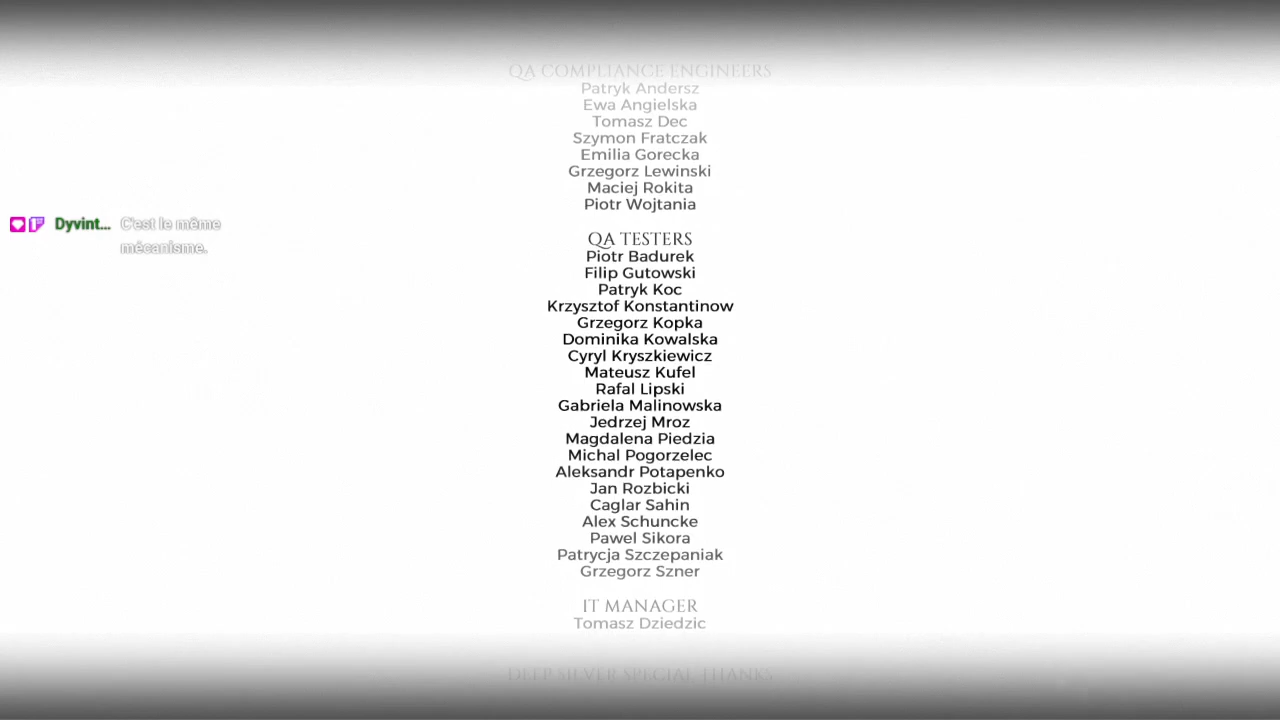 QA COMPLIANCE ENGINEERS
Patryk Andersz
Ewa Angielska
Tomasz Dec
Szymon Fratczak
Emilia Gorecka
Grzegorz Lewinski
Maciej Rokita
Piotr Wojtania
Dyvint... C'est le même
mécanisme.
QA TESTERS
Piotr Badurek
Filip Gutowski
Patryk Koc
Krzysztof Konstantinow
Grzegorz Kopka
Dominika Kowalska
Cyryl Kryszkiewicz
Mateusz Kufel
Rafal Lipski
Gabriela Malinowska
Jedrzej Mroz
Magdalena Piedzia
Michal Pogorzelec
Aleksandr Potapenko
Jan Rozbicki
Caglar Sahin
Alex Schuncke
Pawel Sikora
Patrycja Szczepaniak
Grzegorz Szner
IT MANAGER
Tomasz Dziedzic
DEEP SILVER SPECIAL THANKS